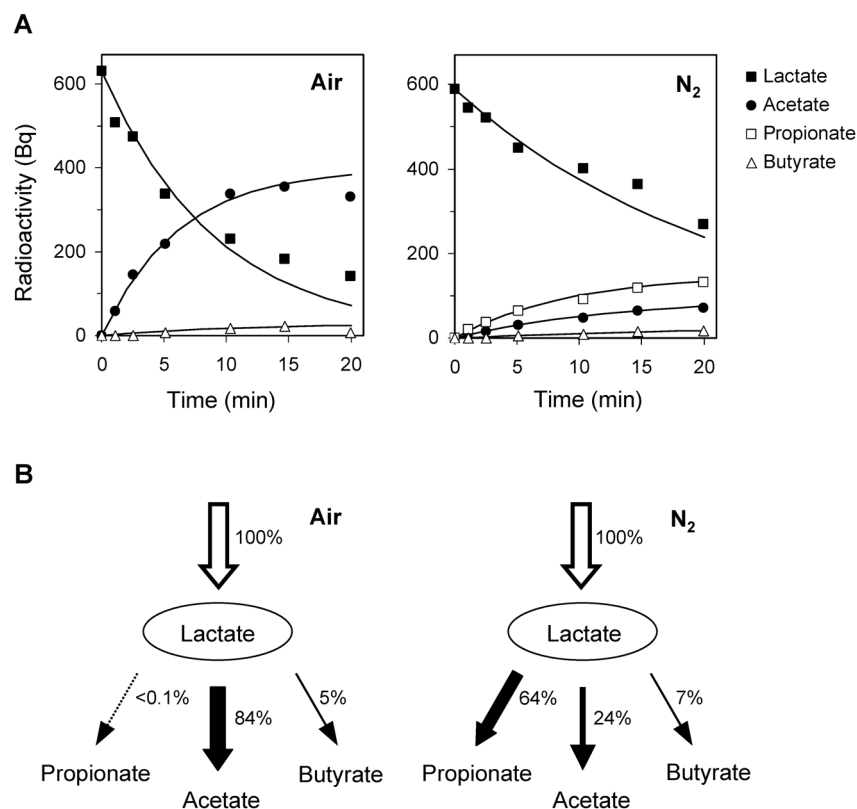 A
Air
N2
Radioactivity (Bq)
600
400
200
0
0 5 10 15 20
Time (min)
600
400
200
0
0 5 10 15 20
Time (min)
Lactate
Acetate
Propionate
Butyrate
B
Air
100%
Lactate
<0.1%
84%
5%
Propionate
Acetate
Butyrate
N2
100%
Lactate
64%
24%
7%
Propionate
Acetate
Butyrate